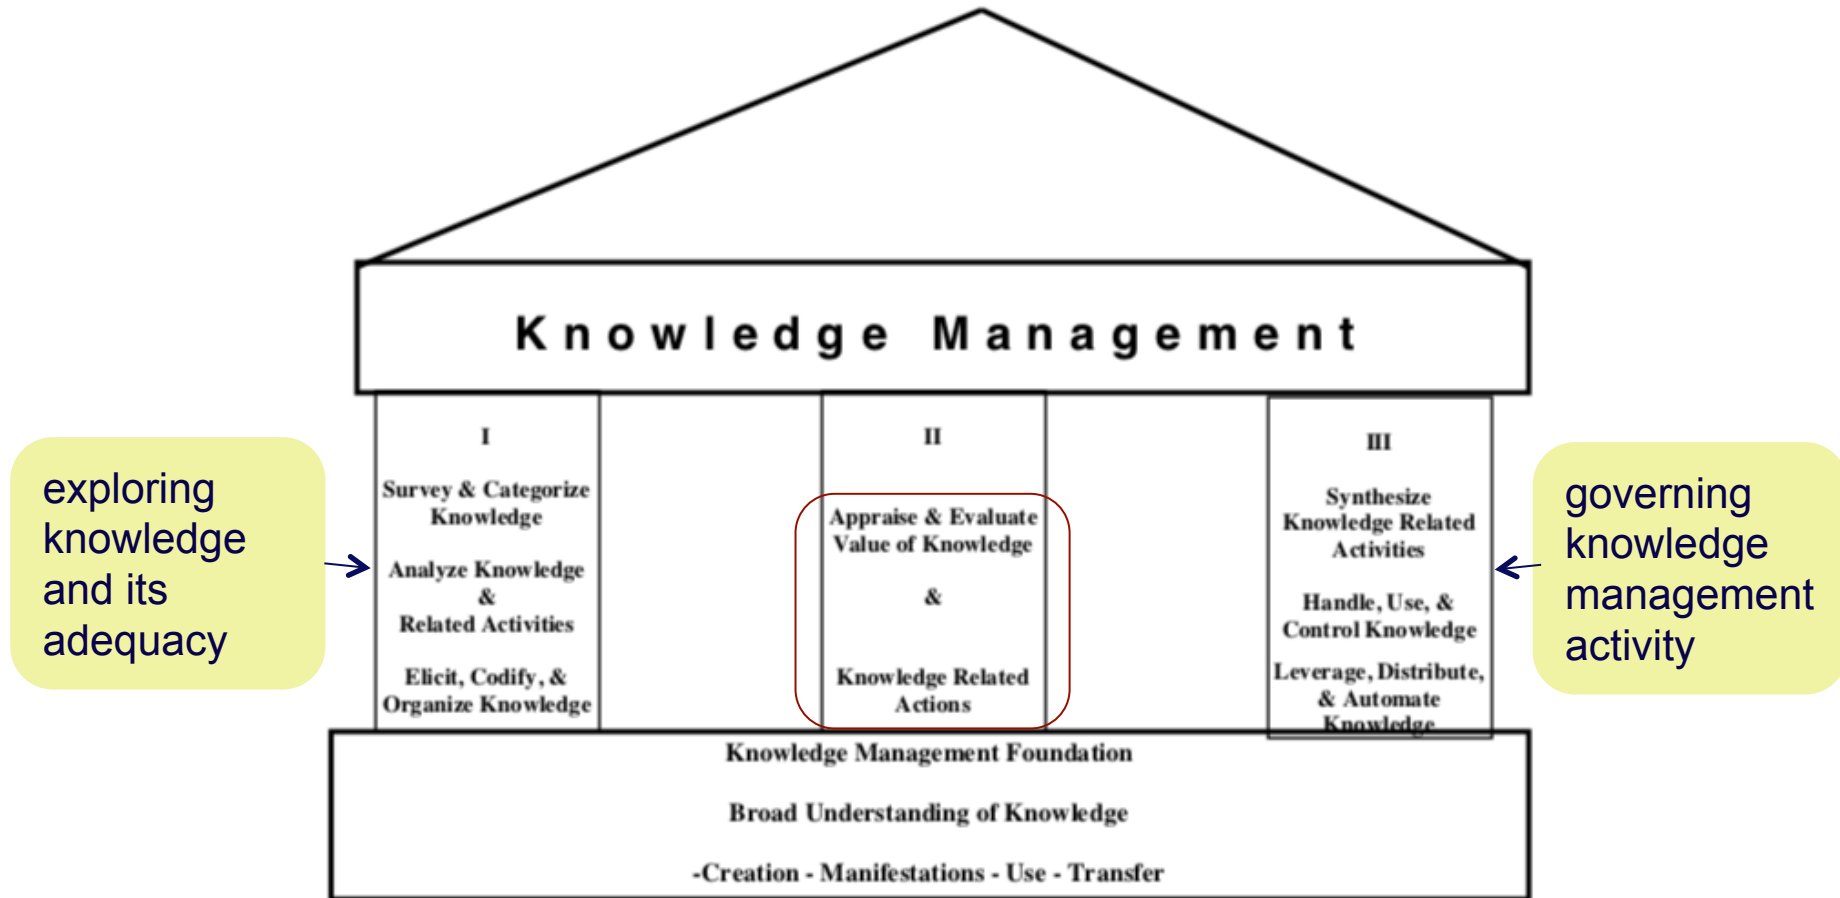 Knowledge Management
exploring
knowledge
and its
adequacy
I
Survey & Categorize
Knowledge
Analyze Knowledge
&
Related Activities
Elicit, Codify, &
Organize Knowledge
II
Appraise & Evaluate
Value of Knowledge
&
Knowledge Related
Actions
III
Synthesize
Knowledge Related
Activities
Handle, Use, &
Control Knowledge
Leverage, Distribute,
& Automate
Knowledge
governing
knowledge
management
activity
Knowledge Management Foundation
Broad Understanding of Knowledge
-Creation - Manifestations - Use - Transfer